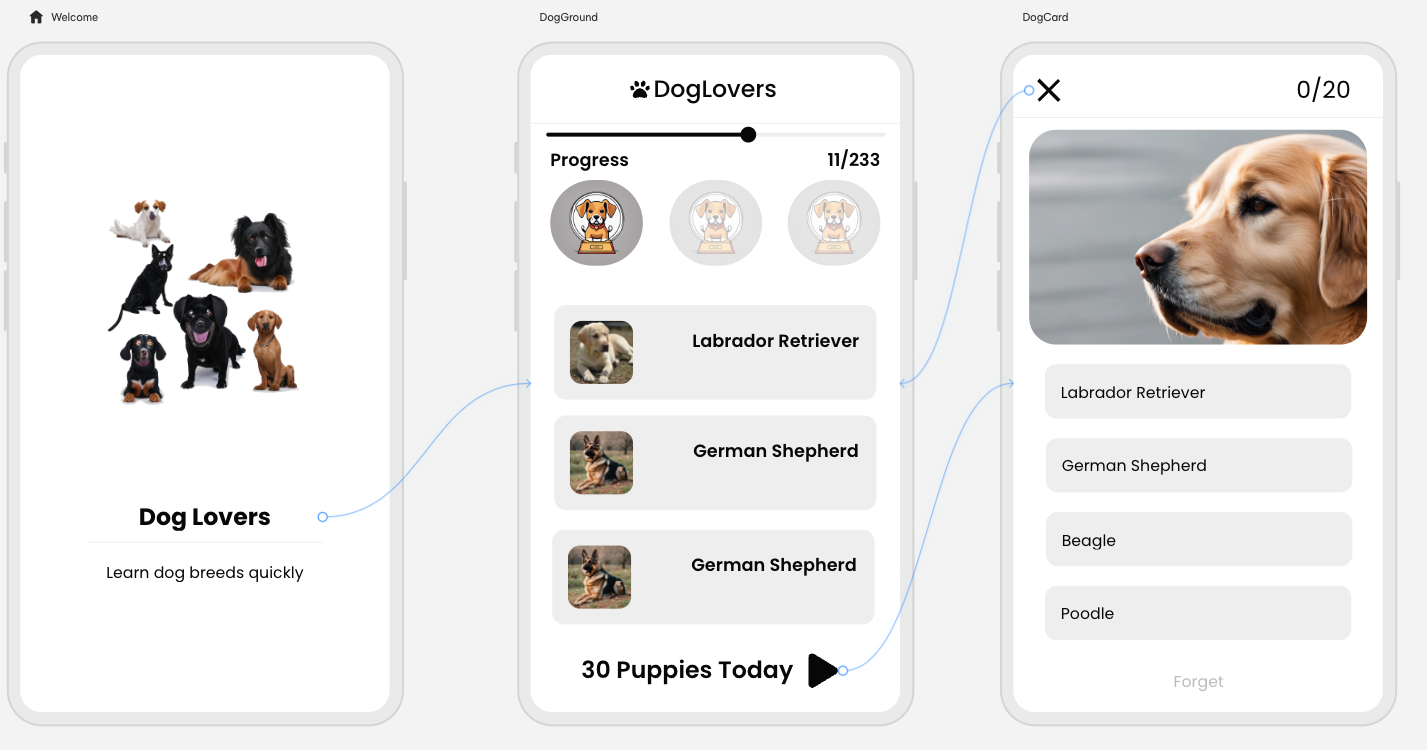 Welcome
Dog Lovers
Learn dog breeds quickly
DogGround
DogLovers
Progress
11/233
Labrador Retriever
German Shepherd
German Shepherd
30 Puppies Today
DogCard
0/20
Labrador Retriever
German Shepherd
Beagle
Poodle
Forget